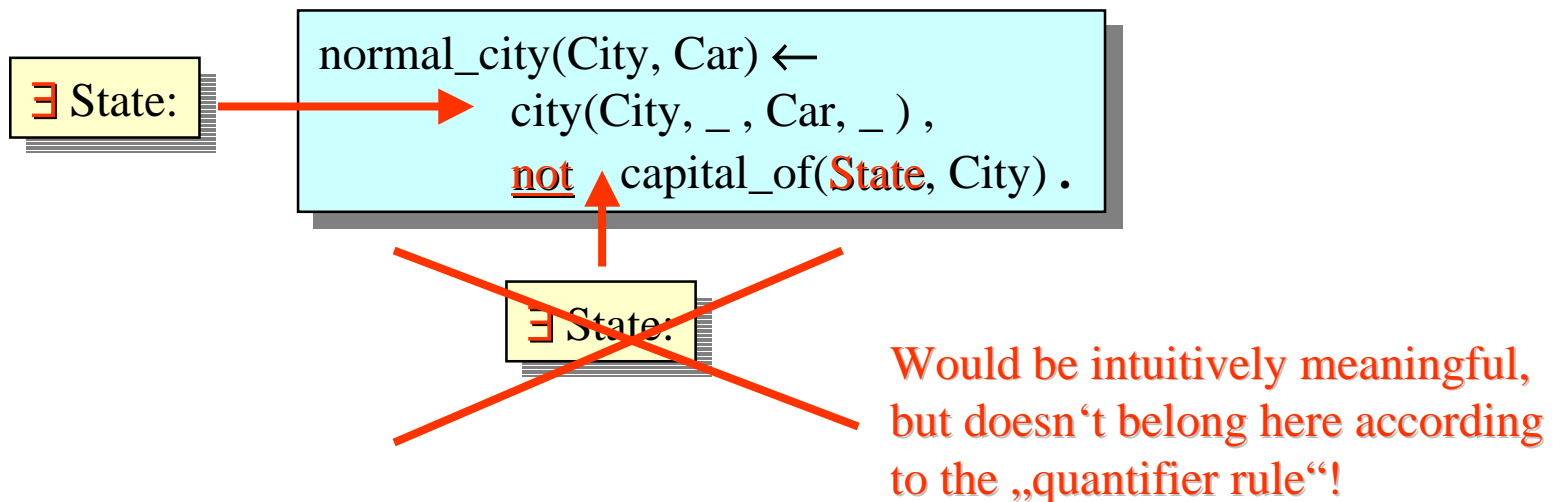 normal_city(City, Car) ←
∃ State:
city(City, _ , Car, _ ) ,
not capital_of(State, City) .
∃ State:
Would be intuitively meaningful,
but doesn‘t belong here according
to the „quantifier rule“!